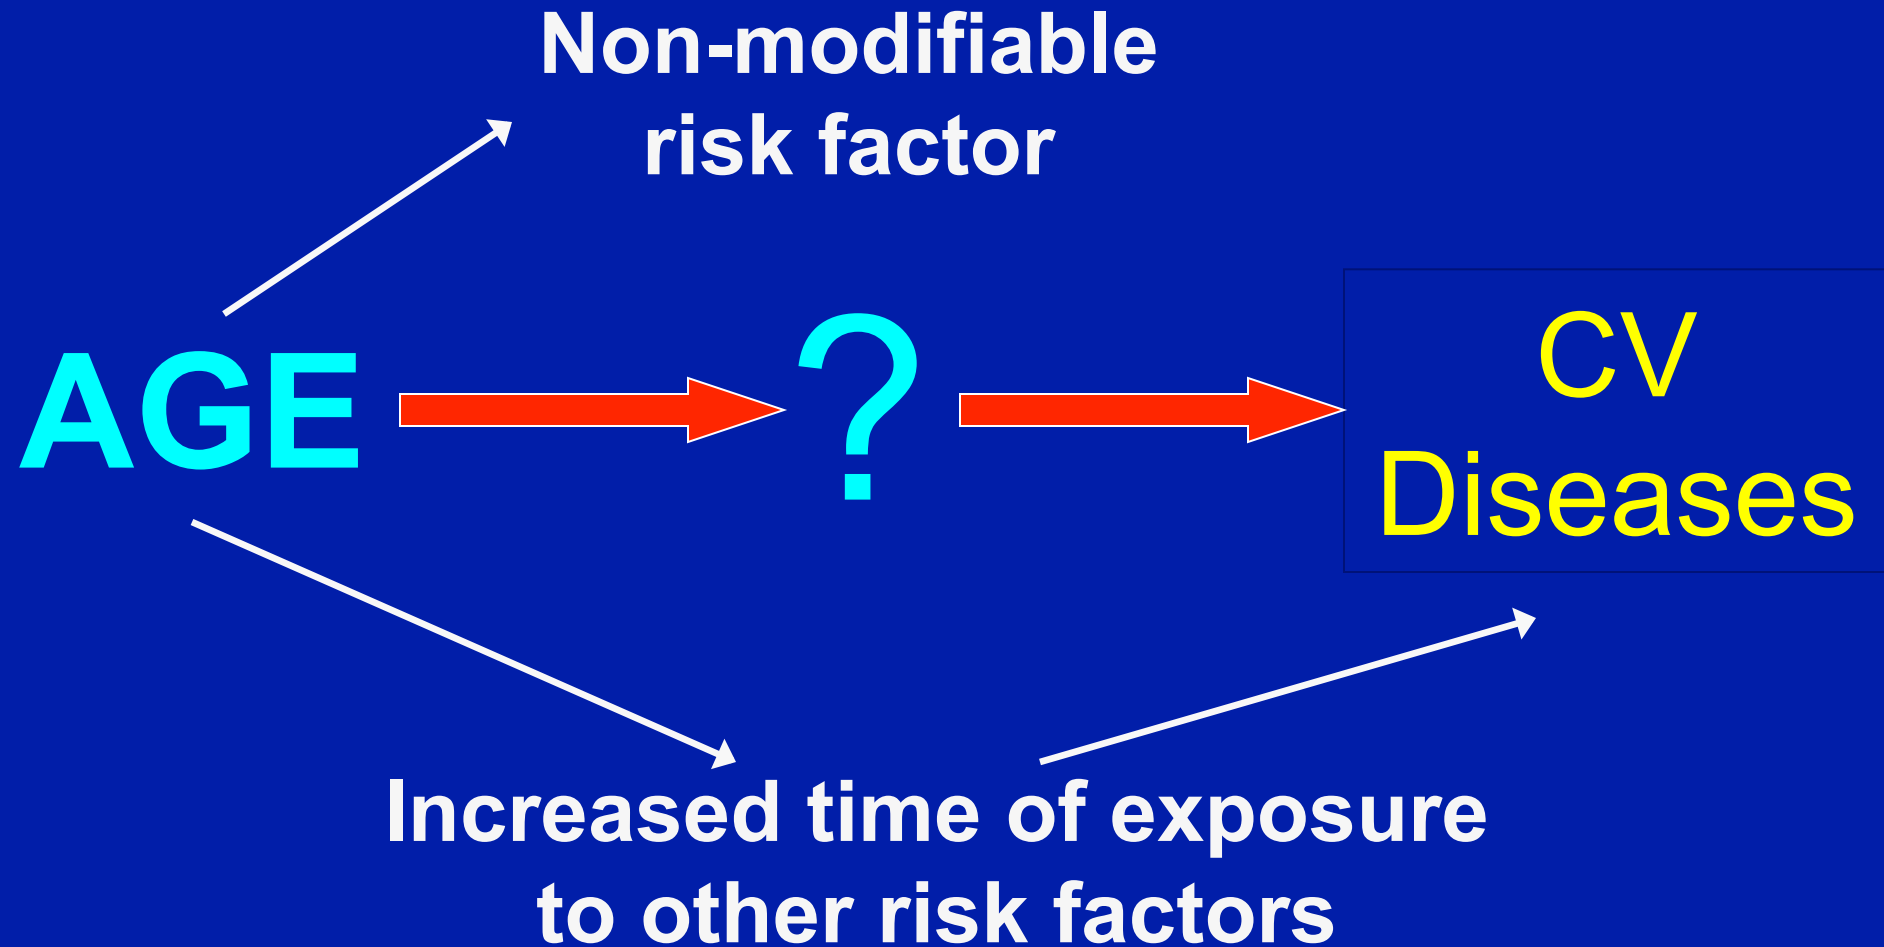 Non-modifiable
risk factor
AGE
?
CV
Diseases
Increased time of exposure
to other risk factors